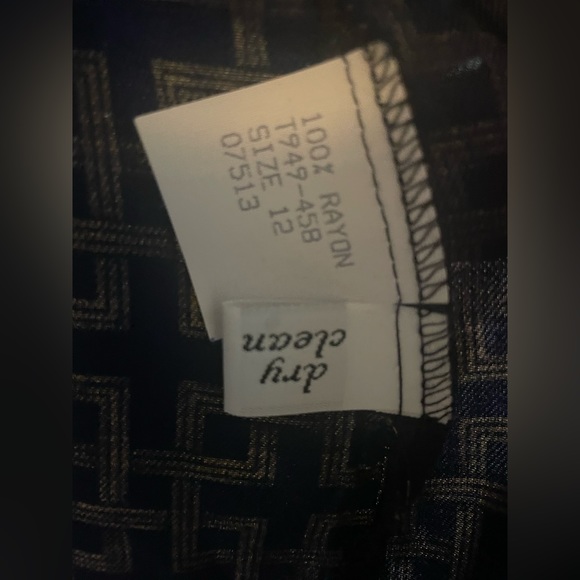 100% RAYON
T949-458
SIZE 12
07513
dry
clean